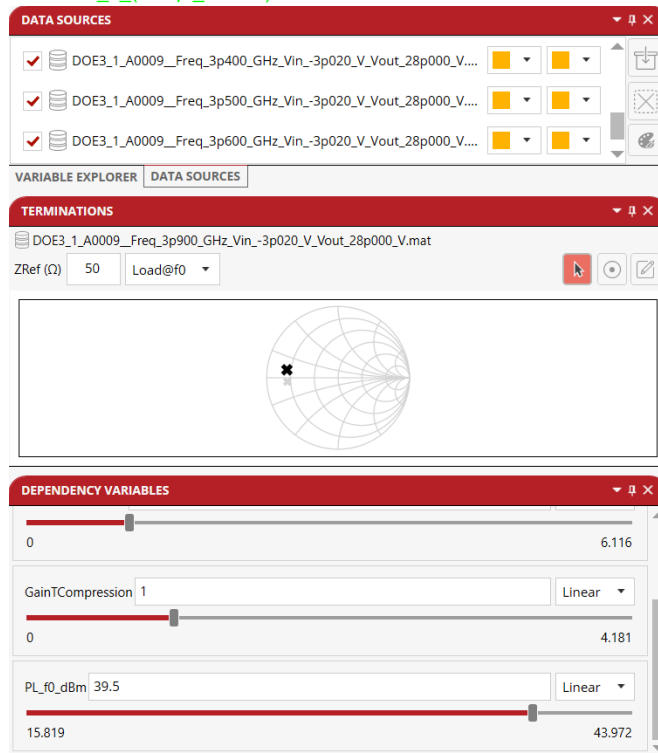 DATA SOURCES
DOE3_1_A0009__Freq_3p400_GHz_Vin_-3p020_V_Vout_28p000_V....
DOE3_1_A0009__Freq_3p500_GHz_Vin_-3p020_V_Vout_28p000_V....
DOE3_1_A0009__Freq_3p600_GHz_Vin_-3p020_V_Vout_28p000_V....
VARIABLE EXPLORER DATA SOURCES
TERMINATIONS
DOE3_1_A0009__Freq_3p900_GHz_Vin_-3p020_V_Vout_28p000_V.mat
ZRef (Ω) 50 Load@f0
DEPENDENCY VARIABLES
0 6.116
GainTCompression 1 Linear
0 4.181
PL_f0_dBm 39.5 Linear
15.819 43.972